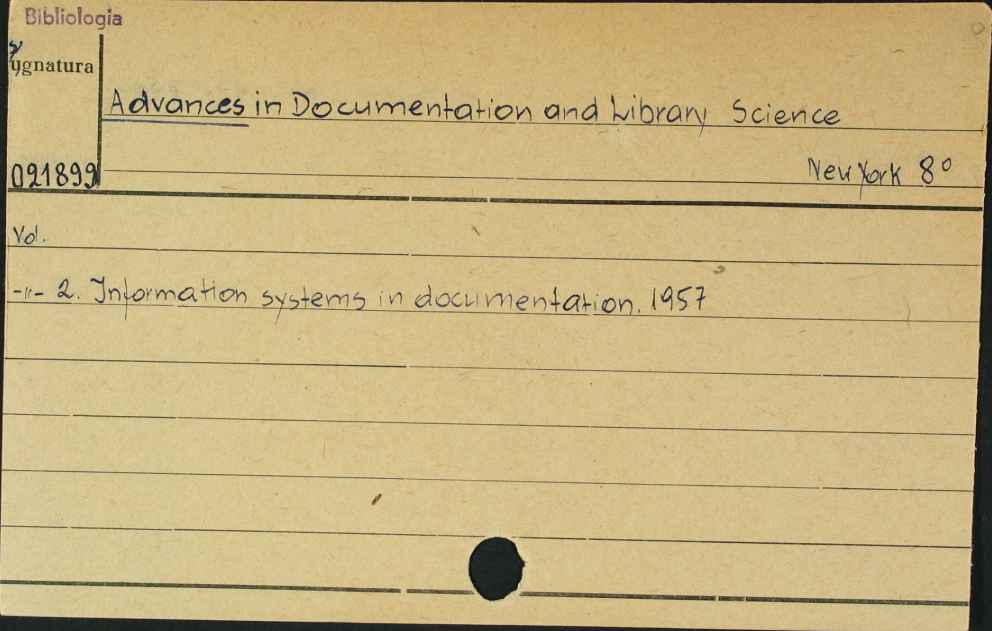 Bibliologia
Sygnatura
Advances in Documentation and Library Science
021899
New York 8°
Vol.
-"- 2. Information systems in documentation. 1957